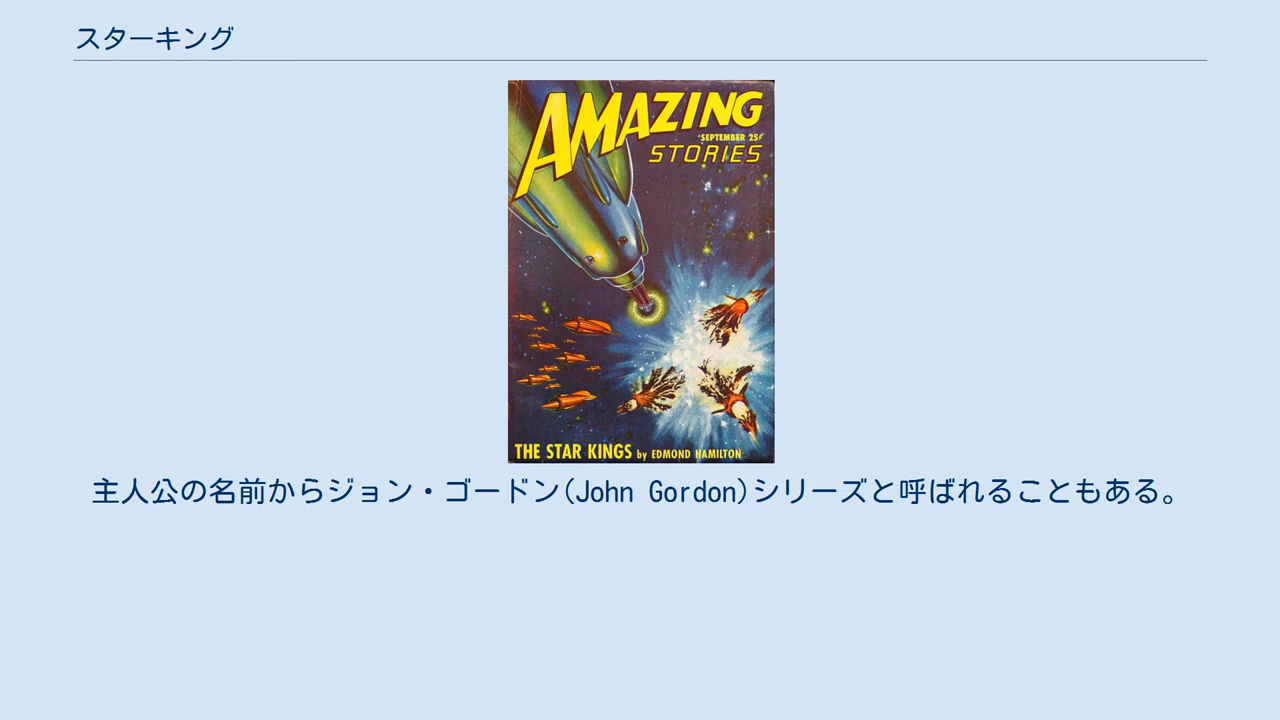 スターキング
AMAZING
SEPTEMBER 25¢
STORIES
THE STAR KINGS by EDMOND HAMILTON
主人公の名前からジョン・ゴードン(John Gordon)シリーズと呼ばれることもある。